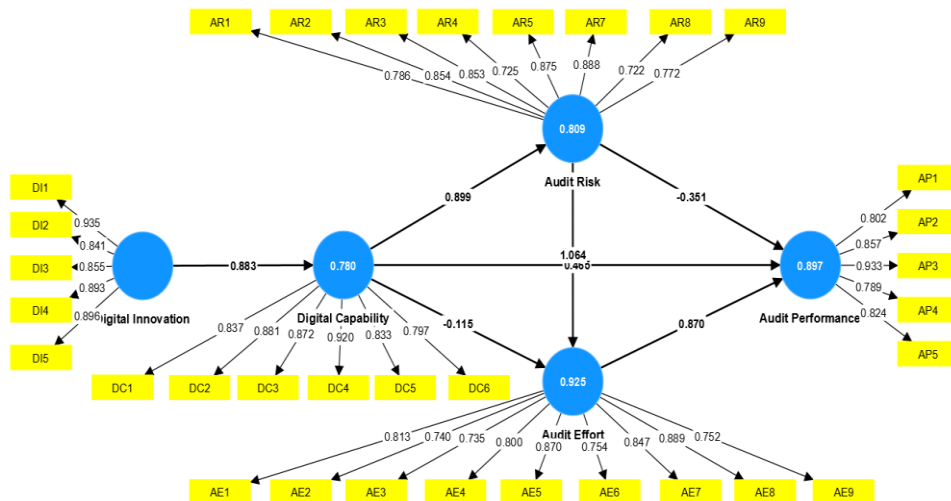 AR1 AR2 AR3 AR4 AR5 AR7 AR8 AR9
0.786 0.854 0.853 0.725 0.875 0.888 0.722 0.772
0.809
Audit Risk
DI1
DI2
DI3
DI4
DI5
0.935
0.841
0.855
0.893
0.896
Digital Innovation
0.883
0.780
Digital Capability
0.899
-0.351
1.064
0.465
-0.115
0.870
0.897
Audit Performance
0.802
0.857
0.933
0.789
0.824
AP1
AP2
AP3
AP4
AP5
0.837 0.881 0.872 0.920 0.833 0.797
DC1 DC2 DC3 DC4 DC5 DC6
0.925
Audit Effort
0.813 0.740 0.735 0.800 0.870 0.754 0.847 0.889 0.752
AE1 AE2 AE3 AE4 AE5 AE6 AE7 AE8 AE9